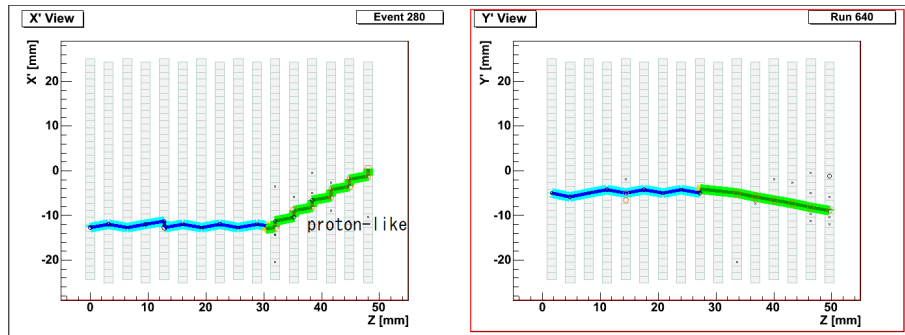 X' View
Event 280
X' [mm]
20
10
0
-10
-20
proton-like
0 10 20 30 40 50
Z [mm]
Y' View
Run 640
Y' [mm]
20
10
0
-10
-20
0 10 20 30 40 50
Z [mm]